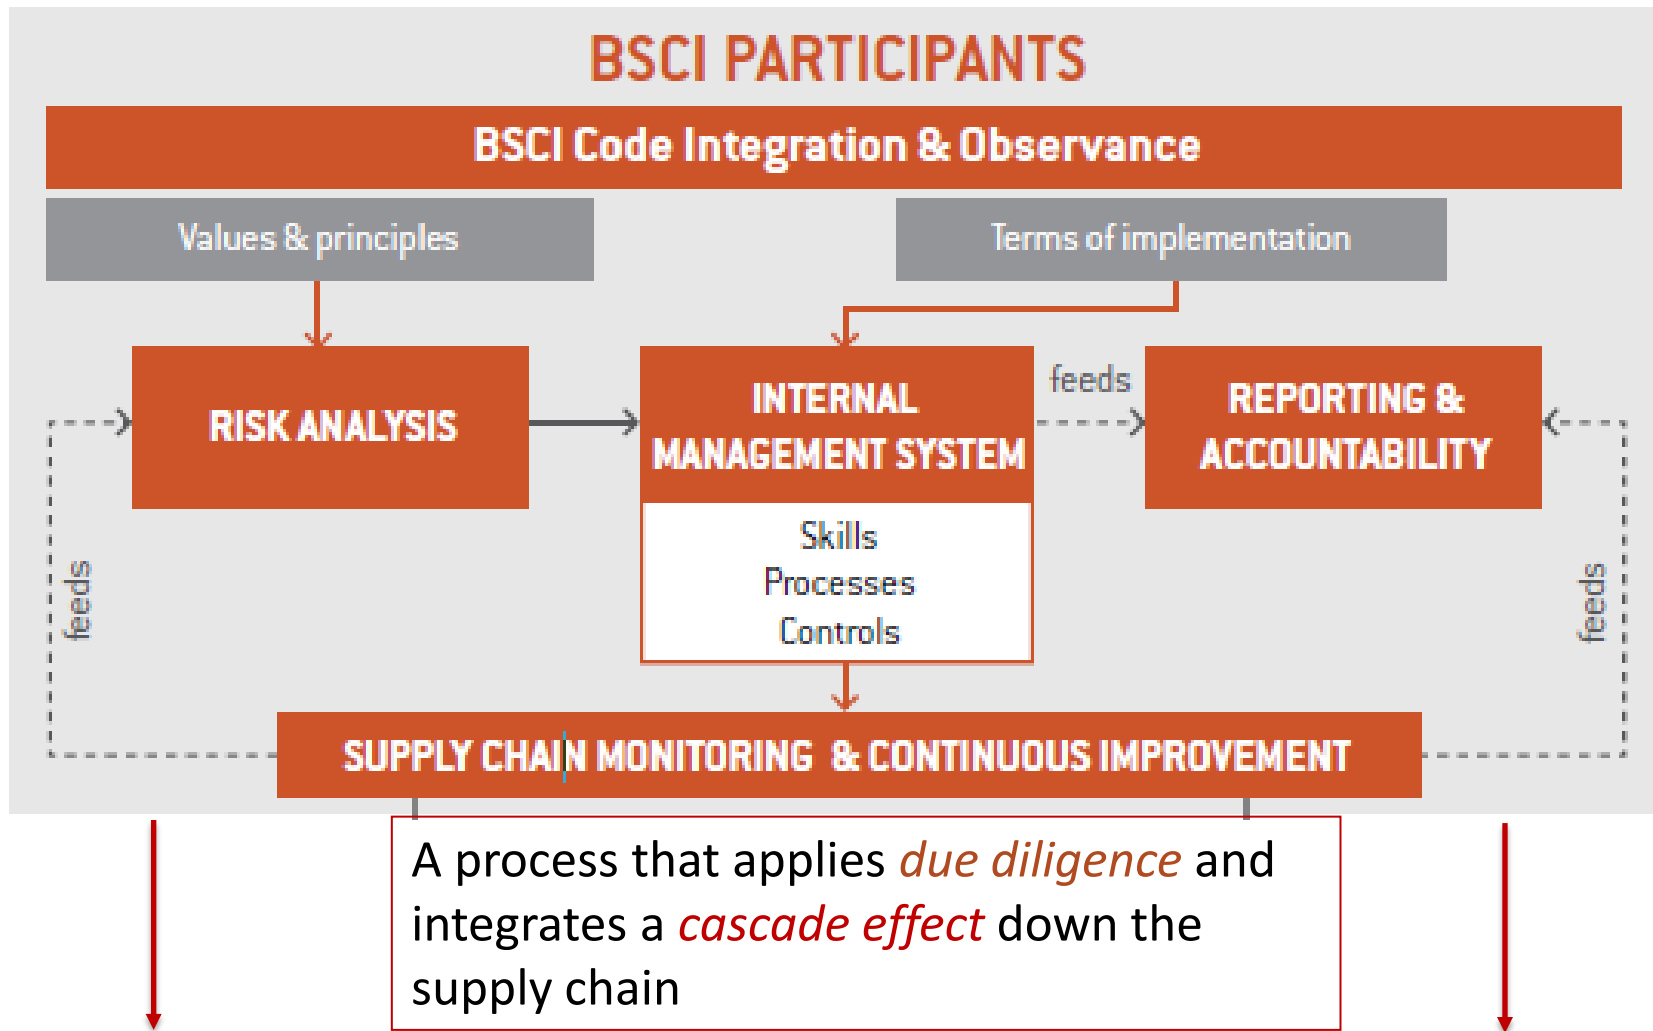 BSCI PARTICIPANTS
BSCI Code Integration & Observance
Values & principles
Terms of implementation
RISK ANALYSIS
INTERNAL
MANAGEMENT SYSTEM
feeds
REPORTING &
ACCOUNTABILITY
Skills
Processes
Controls
feeds
feeds
SUPPLY CHAIN MONITORING & CONTINUOUS IMPROVEMENT
A process that applies due diligence and
integrates a cascade effect down the
supply chain